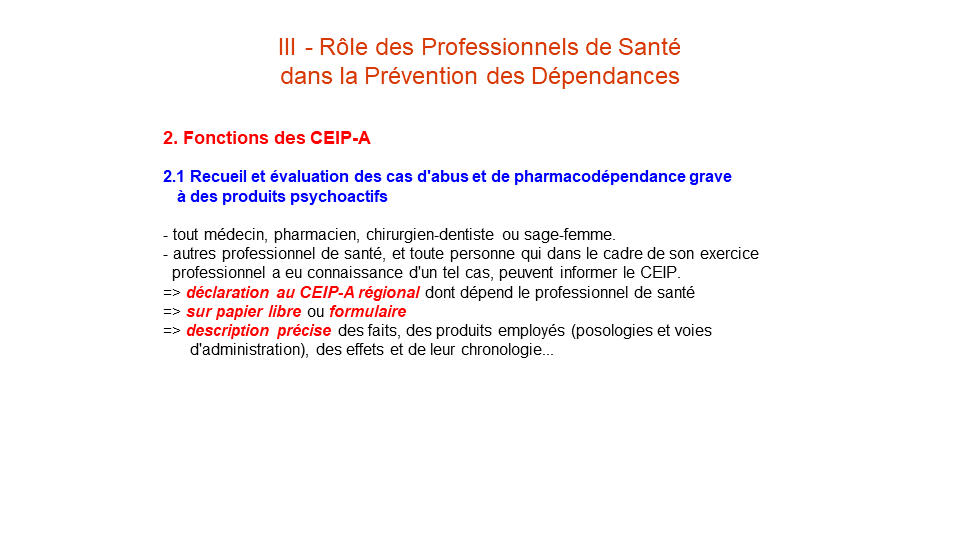 III - Rôle des Professionnels de Santé
dans la Prévention des Dépendances
2. Fonctions des CEIP-A
2.1 Recueil et évaluation des cas d'abus et de pharmacodépendance grave
à des produits psychoactifs
- tout médecin, pharmacien, chirurgien-dentiste ou sage-femme.
- autres professionnel de santé, et toute personne qui dans le cadre de son exercice
professionnel a eu connaissance d'un tel cas, peuvent informer le CEIP.
=> déclaration au CEIP-A régional dont dépend le professionnel de santé
=> sur papier libre ou formulaire
=> description précise des faits, des produits employés (posologies et voies
d'administration), des effets et de leur chronologie...